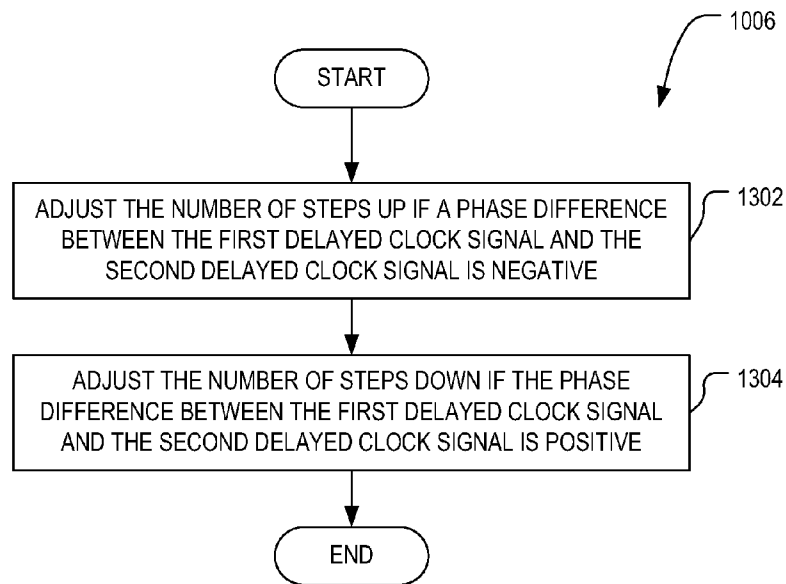 1006
START
ADJUST THE NUMBER OF STEPS UP IF A PHASE DIFFERENCE
BETWEEN THE FIRST DELAYED CLOCK SIGNAL AND THE
SECOND DELAYED CLOCK SIGNAL IS NEGATIVE
1302
ADJUST THE NUMBER OF STEPS DOWN IF THE PHASE
DIFFERENCE BETWEEN THE FIRST DELAYED CLOCK SIGNAL
AND THE SECOND DELAYED CLOCK SIGNAL IS POSITIVE
1304
END